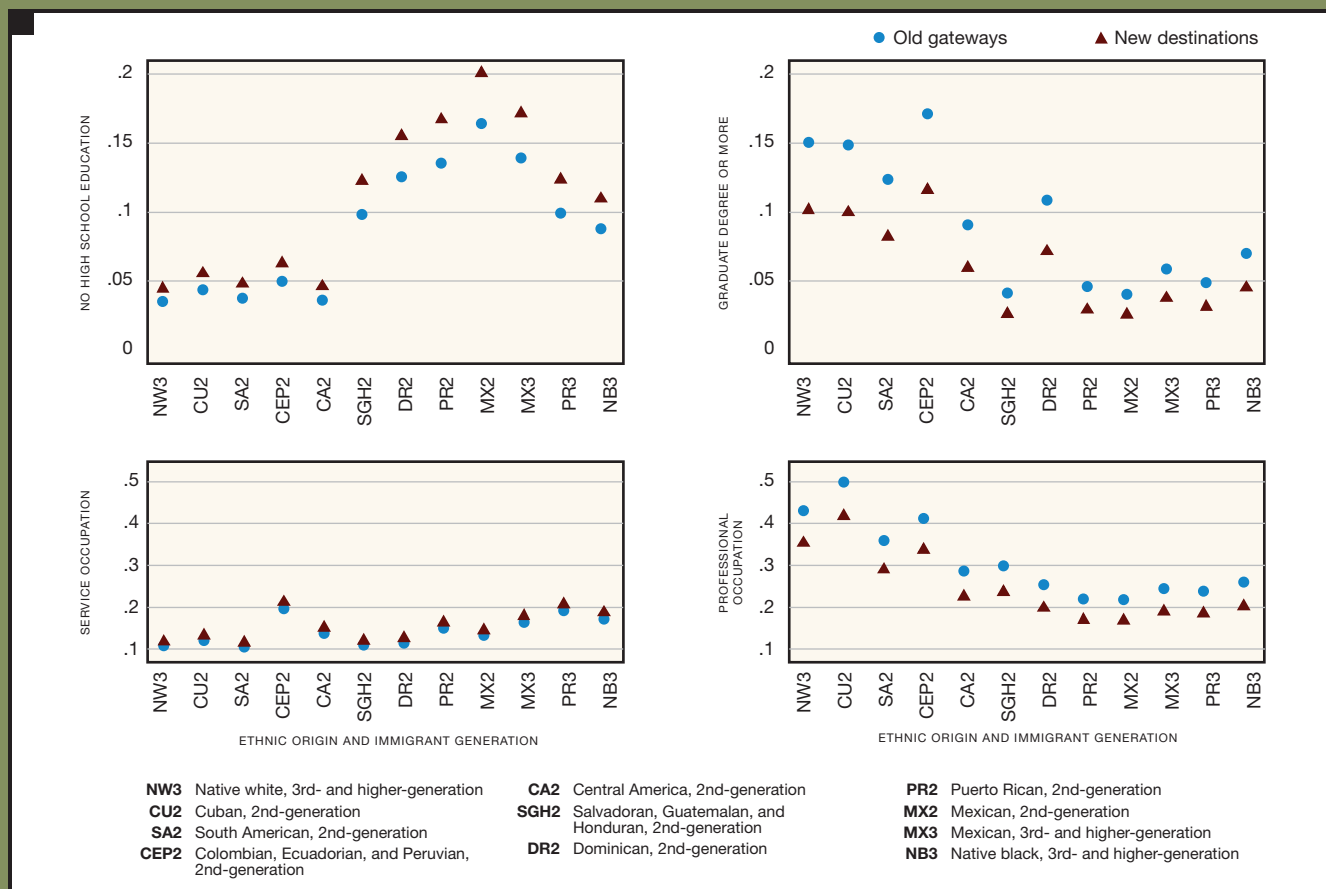 Old gateways
New destinations
NO HIGH SCHOOL EDUCATION
.2
.15
.1
.05
0
NW3
CU2
SA2
CEP2
CA2
SGH2
DR2
PR2
MX2
MX3
PR3
NB3
GRADUATE DEGREE OR MORE
.2
.15
.1
.05
0
NW3
CU2
SA2
CEP2
CA2
SGH2
DR2
PR2
MX2
MX3
PR3
NB3
SERVICE OCCUPATION
.5
.4
.3
.2
.1
NW3
CU2
SA2
CEP2
CA2
SGH2
DR2
PR2
MX2
MX3
PR3
NB3
ETHNIC ORIGIN AND IMMIGRANT GENERATION
PROFESSIONAL
OCCUPATION
.5
.4
.3
.2
.1
NW3
CU2
SA2
CEP2
CA2
SGH2
DR2
PR2
MX2
MX3
PR3
NB3
ETHNIC ORIGIN AND IMMIGRANT GENERATION
NW3 Native white, 3rd- and higher-generation
CU2 Cuban, 2nd-generation
SA2 South American, 2nd-generation
CEP2 Colombian, Ecuadorian, and Peruvian,
2nd-generation
CA2 Central America, 2nd-generation
SGH2 Salvadoran, Guatemalan, and
Honduran, 2nd-generation
DR2 Dominican, 2nd-generation
PR2 Puerto Rican, 2nd-generation
MX2 Mexican, 2nd-generation
MX3 Mexican, 3rd- and higher-generation
NB3 Native black, 3rd- and higher-generation